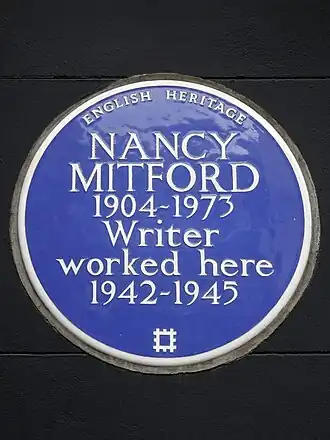 ENGLISH HERITAGE
NANCY
MITFORD
1904-1973
Writer
worked here
1942-1945